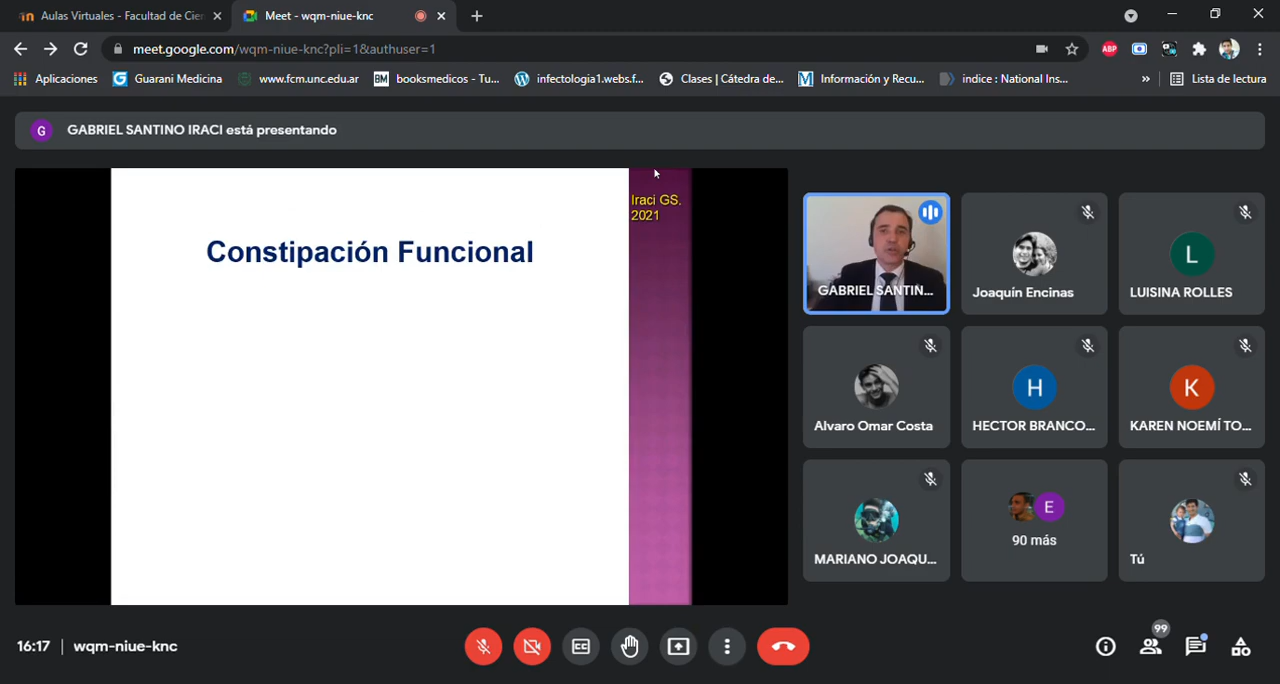 Aulas Virtuales - Facultad de Cien
Meet - wqm-niue-knc
meet.google.com/wqm-niue-knc?pli=1&authuser=1
ABP
Aplicaciones
Guarani Medicina
www.fcm.unc.edu.ar
BM booksmedicos - Tu...
infectologia1.webs.f...
Clases | Cátedra de...
Información y Recu...
indice : National Ins...
»
Lista de lectura
G
GABRIEL SANTINO IRACI está presentando
Constipación Funcional
Iraci GS.
2021
GABRIEL SANTIN...
Joaquín Encinas
L
LUISINA ROLLES
Alvaro Omar Costa
H
HECTOR BRANCO...
K
KAREN NOEMÍ TO...
MARIANO JOAQU...
E
90 más
Tú
16:17 | wqm-niue-knc
99